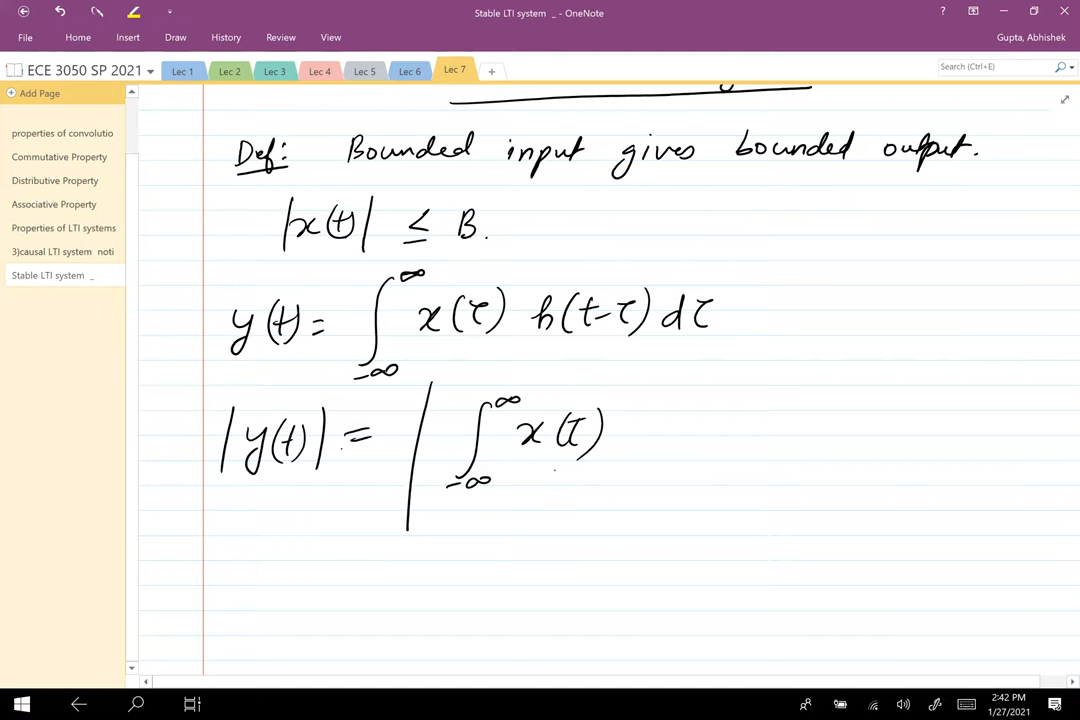 Stable LTI system _ - OneNote
File Home Insert Draw History Review View
Gupta, Abhishek
ECE 3050 SP 2021
Lec 1 Lec 2 Lec 3 Lec 4 Lec 5 Lec 6 Lec 7
Search (Ctrl+E)
Add Page
properties of convolutio
Commutative Property
Distributive Property
Associative Property
Properties of LTI systems
3)causal LTI system noti
Stable LTI system _
Def: Bounded input gives bounded output.
|x(t)| ≤ B.
y(t) = ∫_{-∞}^{∞} x(τ) h(t-τ) dτ
|y(t)| = | ∫_{-∞}^{∞} x(τ)
2:42 PM
1/27/2021